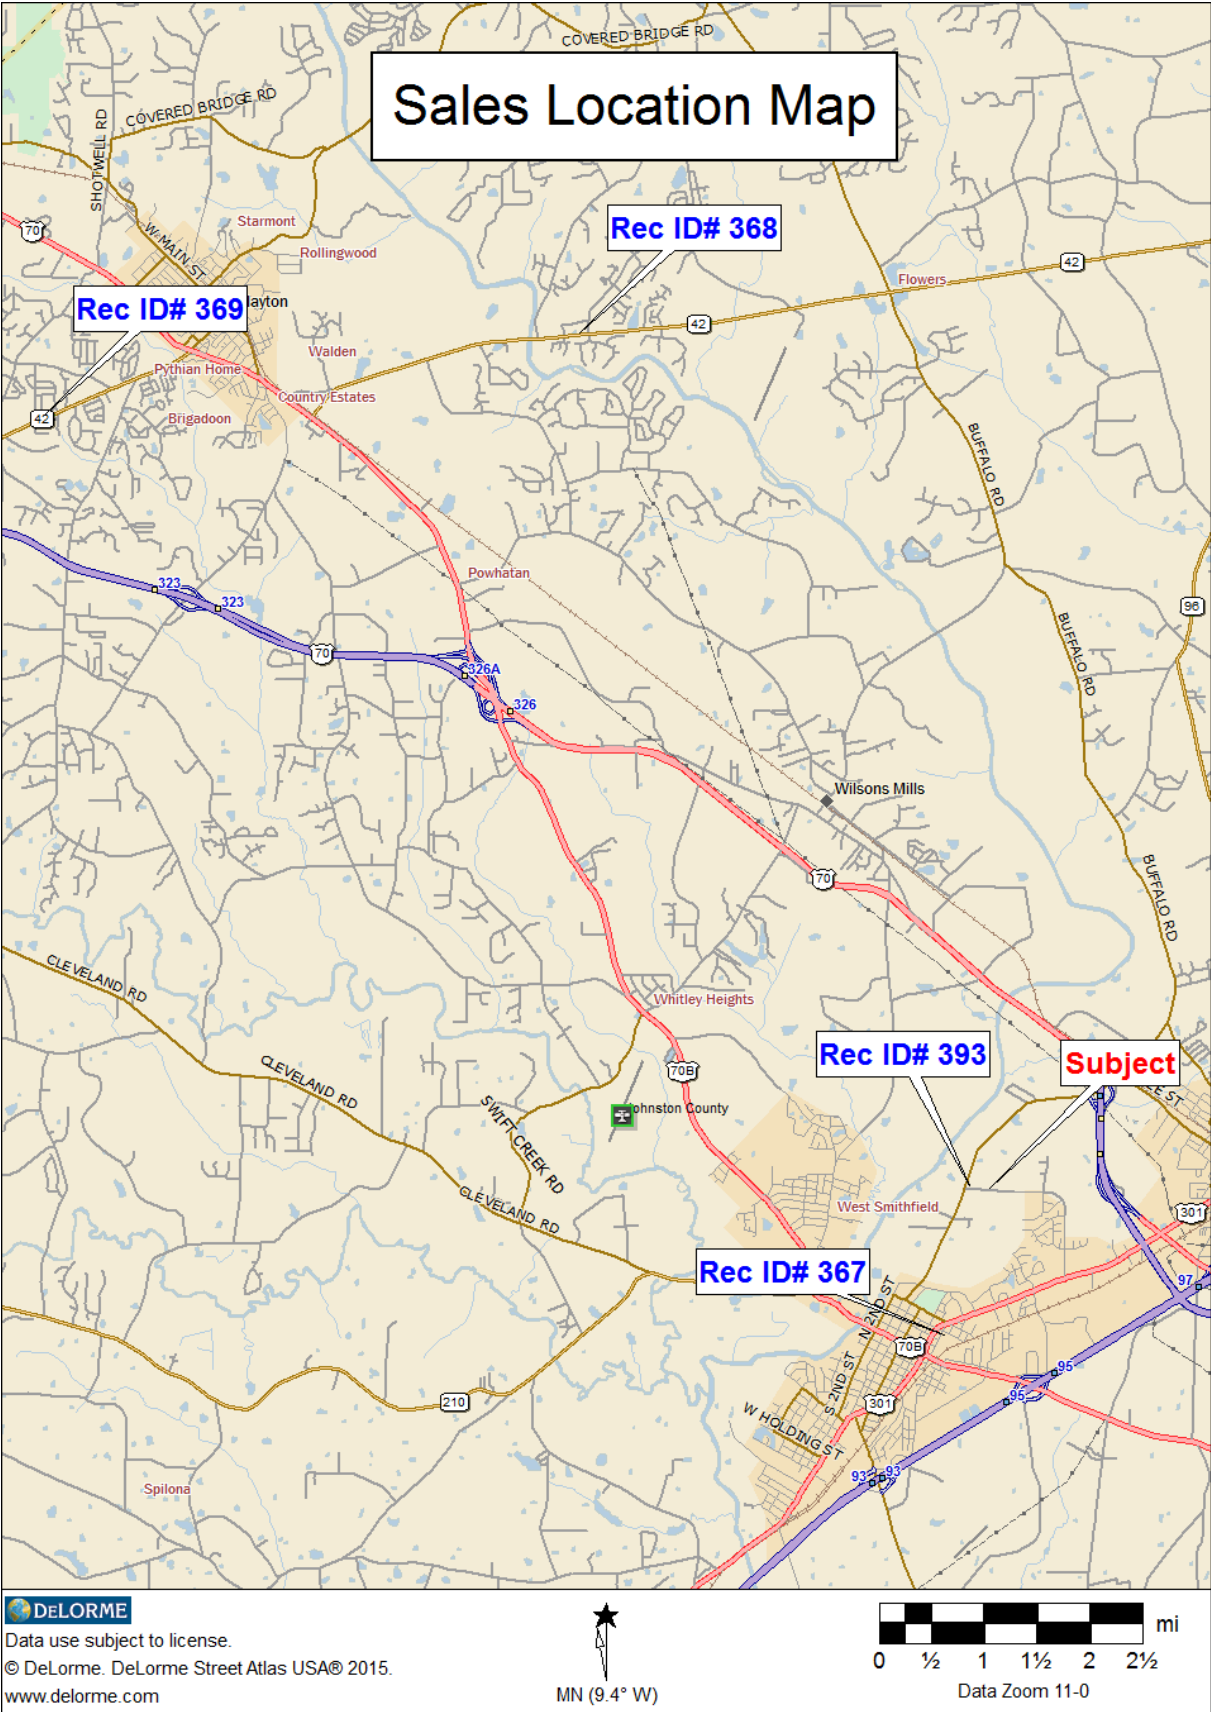 COVERED BRIDGE RD
Sales Location Map
COVERED BRIDGE RD
SHOTWELL RD
W MAIN ST
Starmont
Rollingwood
70
Rec ID# 368
42
Flowers
Rec ID# 369
layton
42
Walden
Pythian Home
Country Estates
42
Brigadoon
BUFFALO RD
Powhatan
323
323
96
BUFFALO RD
70
326A
326
Wilsons Mills
70
BUFFALO RD
CLEVELAND RD
Whitley Heights
Rec ID# 393
Subject
CLEVELAND RD
70B
EE ST
SWIFT CREEK RD
ohnston County
CLEVELAND RD
West Smithfield
301
Rec ID# 367
97
N 2ND ST
70B
95
S 2ND ST
95
210
301
W HOLDING ST
93
93
Spilona
DELORME
Data use subject to license.
© DeLorme. DeLorme Street Atlas USA® 2015.
www.delorme.com
MN (9.4° W)
mi
0 ½ 1 1½ 2 2½
Data Zoom 11-0